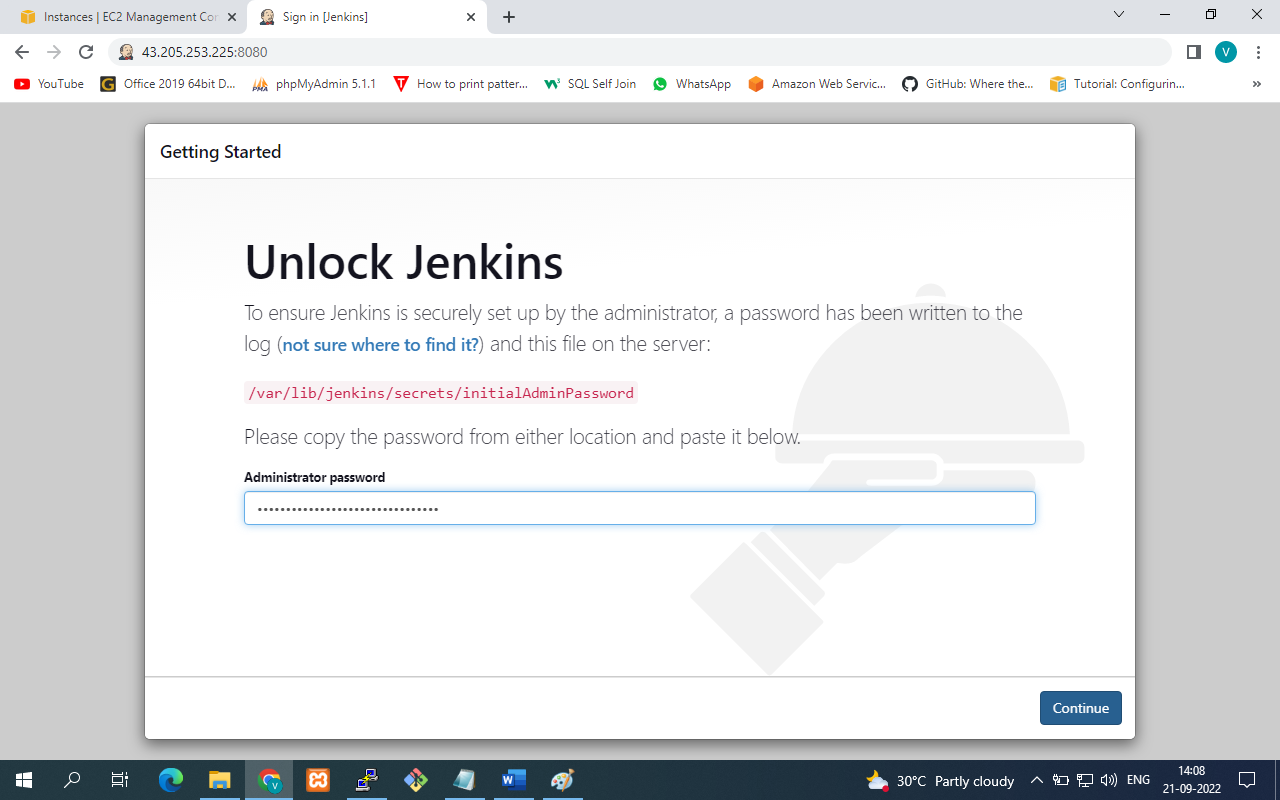 Instances | EC2 Management Con
Sign in [Jenkins]
43.205.253.225:8080
V
YouTube
Office 2019 64bit D...
phpMyAdmin 5.1.1
How to print patter...
SQL Self Join
WhatsApp
Amazon Web Servic...
GitHub: Where the...
Tutorial: Configurin...
»
Getting Started
Unlock Jenkins
To ensure Jenkins is securely set up by the administrator, a password has been written to the
log (not sure where to find it?) and this file on the server:
/var/lib/jenkins/secrets/initialAdminPassword
Please copy the password from either location and paste it below.
Administrator password
••••••••••••••••••••••••••••••••
Continue
30°C Partly cloudy
ENG
14:08
21-09-2022